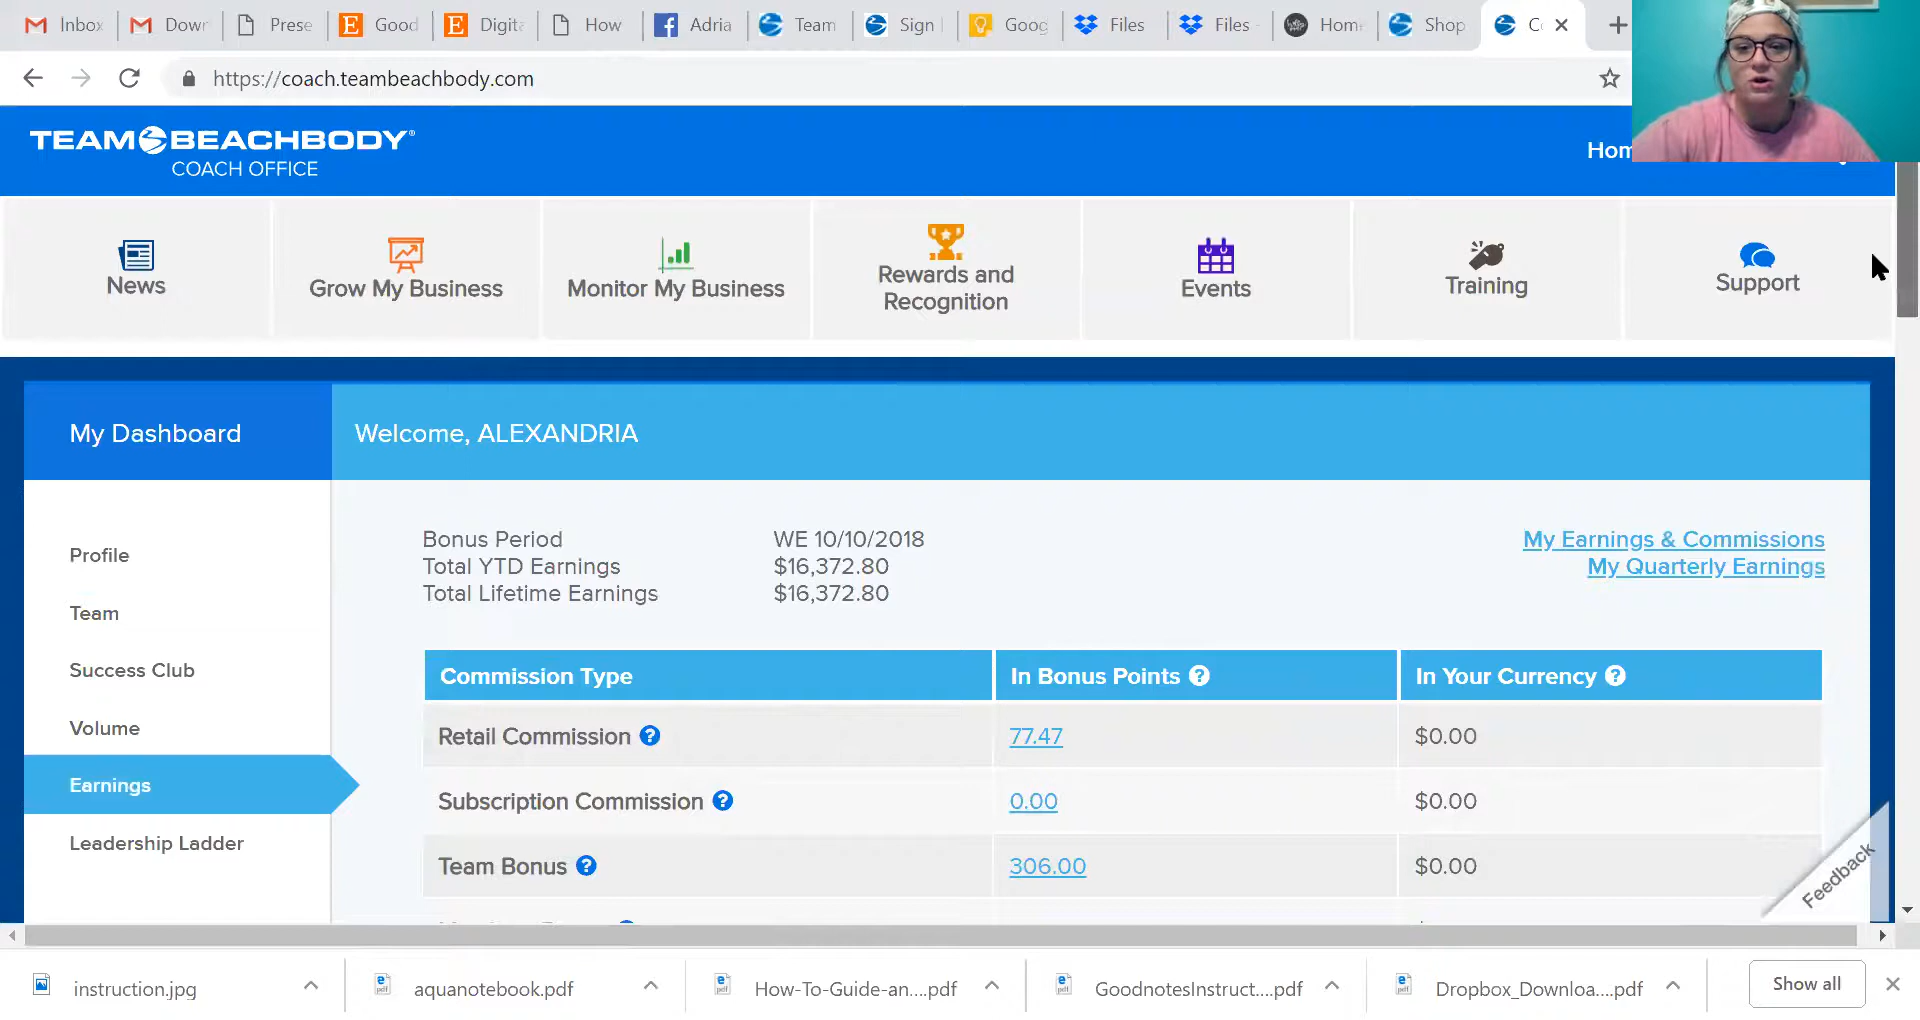 Inbo
Dow
Prese
Good
Digita
How
Adria
Team
Sign
Goog
Files
Files
Hom
Shop
C
https://coach.teambeachbody.com
TEAM BEACHBODY®
COACH OFFICE
Hom
News
Grow My Business
Monitor My Business
Rewards and
Recognition
Events
Training
Support
My Dashboard
Welcome, ALEXANDRIA
Profile
Team
Success Club
Volume
Earnings
Leadership Ladder
Bonus Period WE 10/10/2018
Total YTD Earnings $16,372.80
Total Lifetime Earnings $16,372.80
My Earnings & Commissions
My Quarterly Earnings
Commission Type In Bonus Points ? In Your Currency ?
Retail Commission ? 77.47 $0.00
Subscription Commission ? 0.00 $0.00
Team Bonus ? 306.00 $0.00
Feedback
instruction.jpg
aquanotebook.pdf
How-To-Guide-an....pdf
GoodnotesInstruct....pdf
Dropbox_Downloa....pdf
Show all